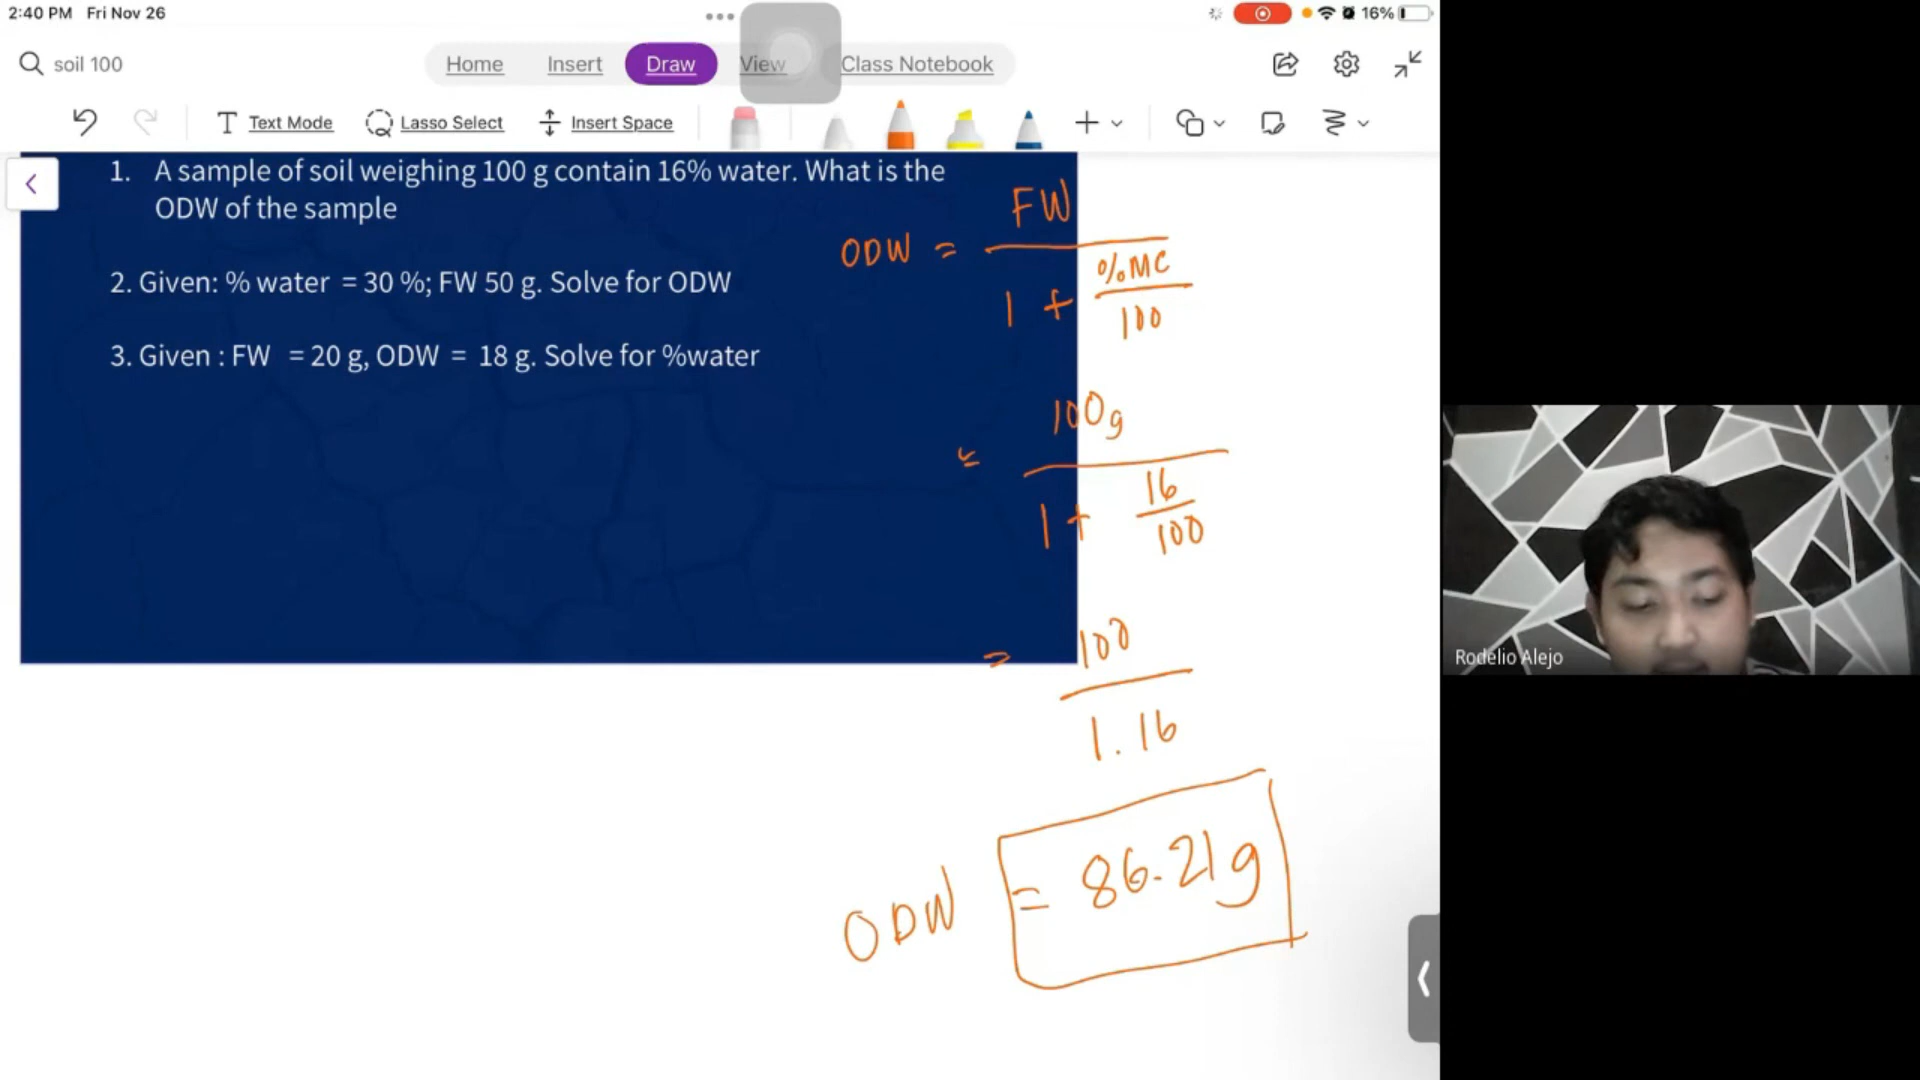 2:40 PM Fri Nov 26
16%
soil 100
Home Insert Draw View Class Notebook
Text Mode Lasso Select Insert Space
1. A sample of soil weighing 100 g contain 16% water. What is the
ODW of the sample
2. Given: % water = 30 %; FW 50 g. Solve for ODW
3. Given : FW = 20 g, ODW = 18 g. Solve for %water
FW
ODW =
%MC
1 +
100
100g
=
16
1 +
100
100
=
1.16
ODW = 86.21g
Rodelio Alejo